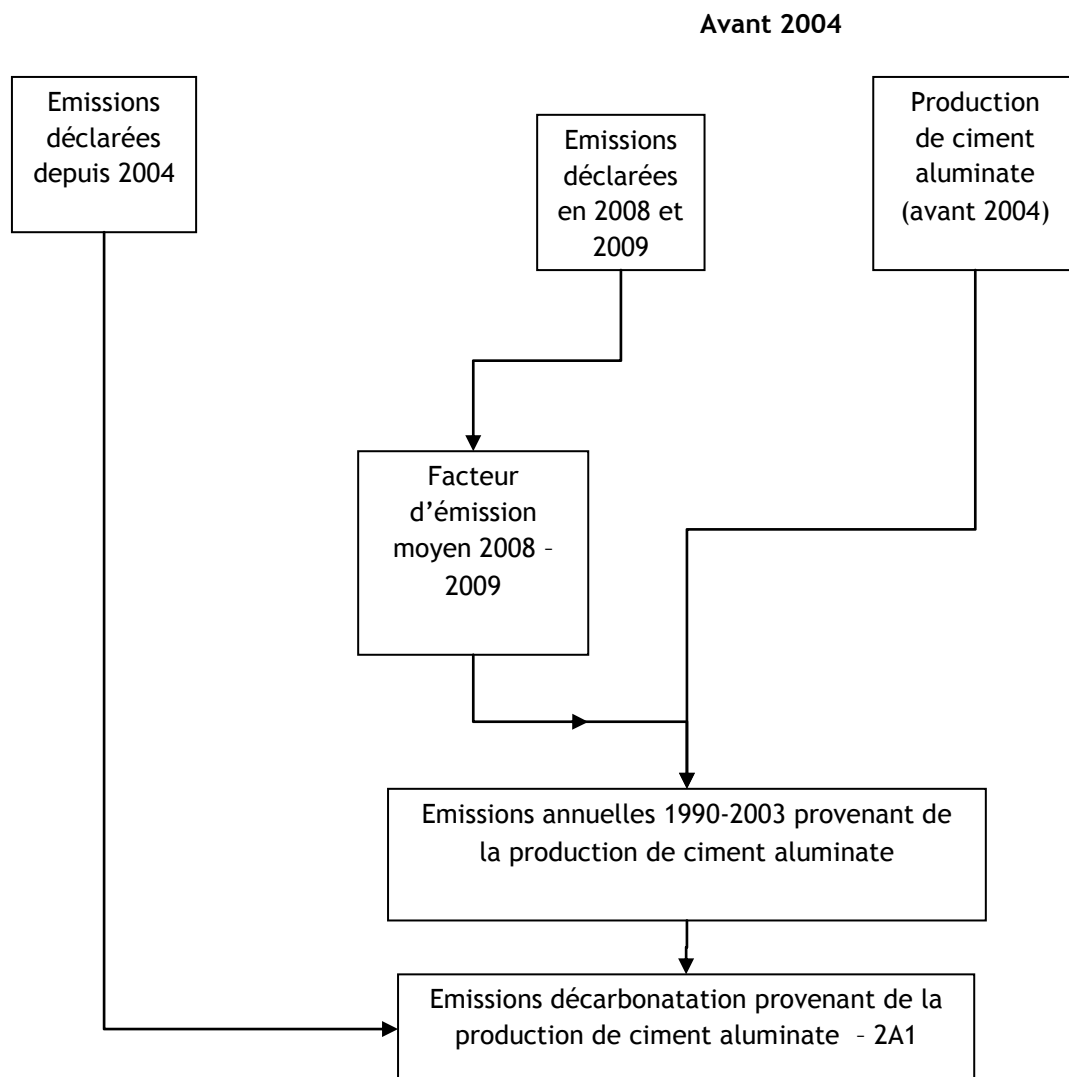 Avant 2004
Emissions
déclarées
depuis 2004
Emissions
déclarées
en 2008 et
2009
Production
de ciment
aluminate
(avant 2004)
Facteur
d’émission
moyen 2008 –
2009
Emissions annuelles 1990-2003 provenant de
la production de ciment aluminate
Emissions décarbonatation provenant de la
production de ciment aluminate – 2A1